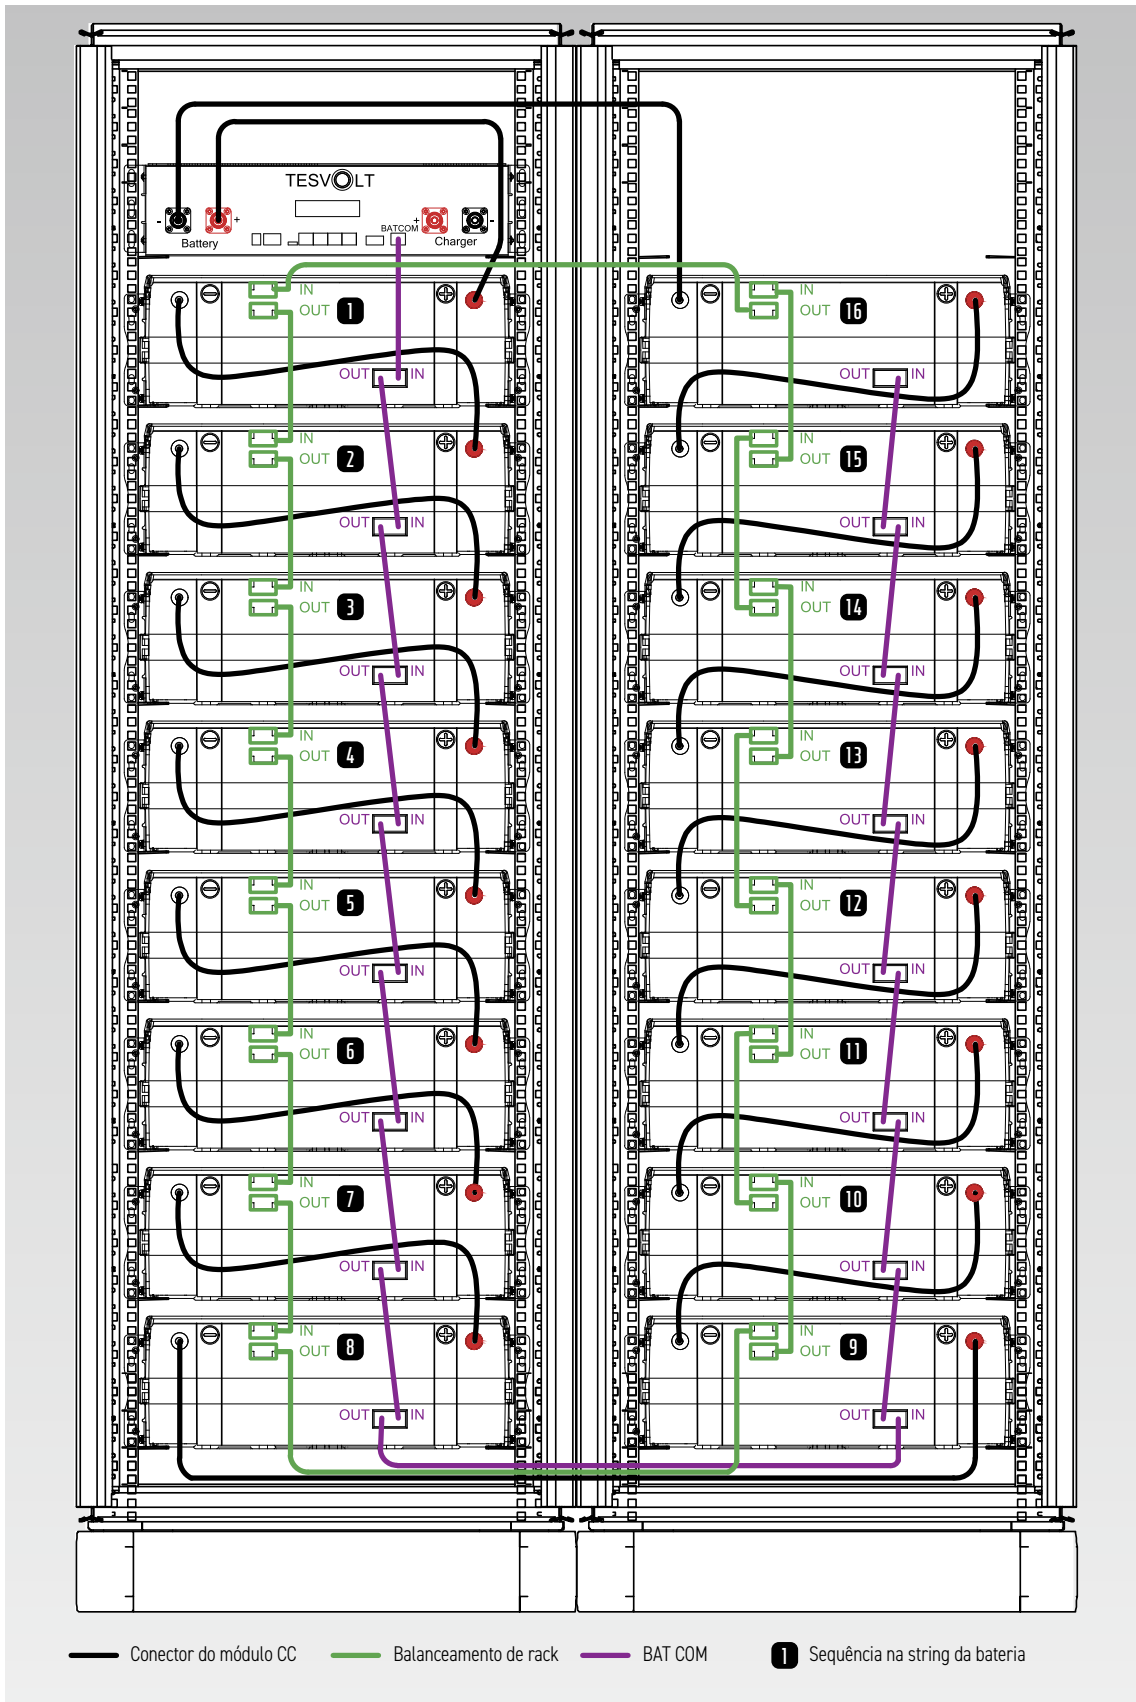 TESVOLT
- + BATCOM + -
Battery Charger
IN
OUT 1
OUT IN
IN
OUT 2
OUT IN
IN
OUT 3
OUT IN
IN
OUT 4
OUT IN
IN
OUT 5
OUT IN
IN
OUT 6
OUT IN
IN
OUT 7
OUT IN
IN
OUT 8
OUT IN
IN
OUT 16
OUT IN
IN
OUT 15
OUT IN
IN
OUT 14
OUT IN
IN
OUT 13
OUT IN
IN
OUT 12
OUT IN
IN
OUT 11
OUT IN
IN
OUT 10
OUT IN
IN
OUT 9
OUT IN
Conector do módulo CC Balanceamento de rack BAT COM 1 Sequência na string da bateria